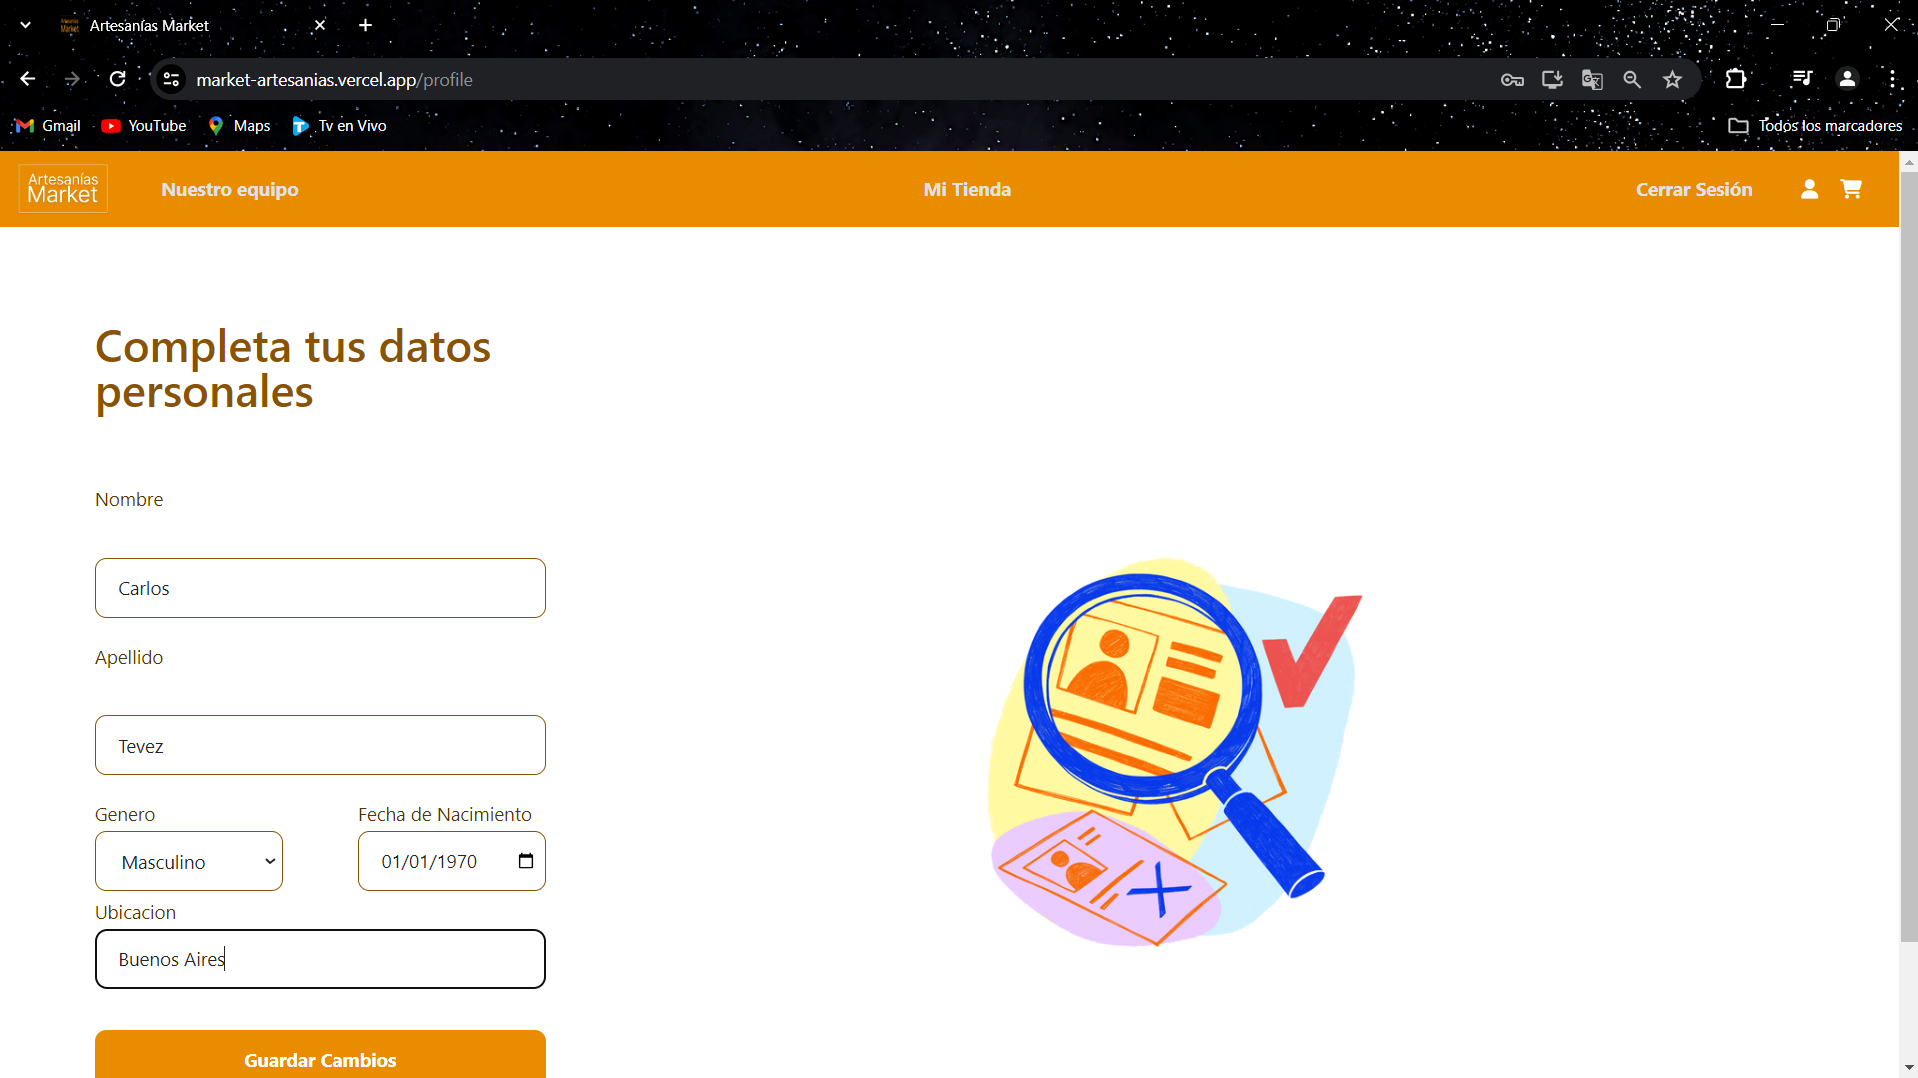 Artesanías Market
market-artesanias.vercel.app/profile
Gmail
YouTube
Maps
Tv en Vivo
Todos los marcadores
Artesanías
Market
Nuestro equipo
Mi Tienda
Cerrar Sesión
Completa tus datos
personales
Nombre
Carlos
Apellido
Tevez
Genero
Fecha de Nacimiento
Masculino
01/01/1970
Ubicacion
Buenos Aires
Guardar Cambios